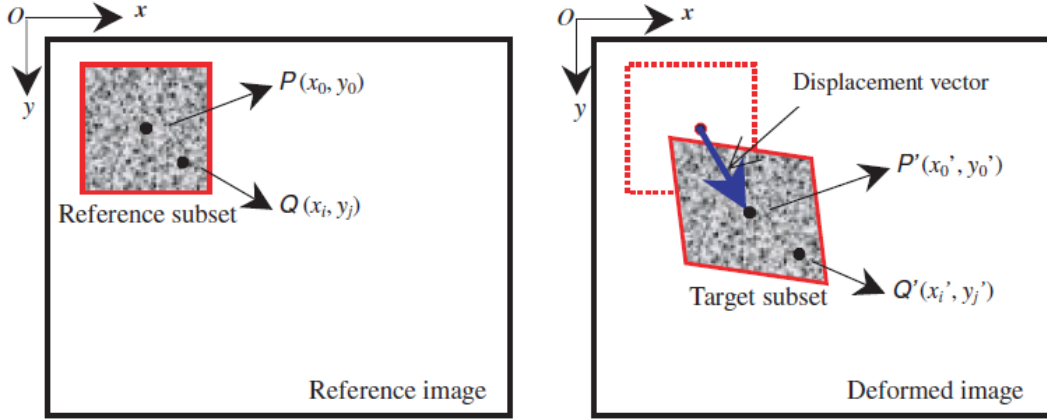 O
x
y
P(x₀, y₀)
Q(xᵢ, yⱼ)
Reference subset
Reference image
O
x
y
Displacement vector
P'(x₀', y₀')
Q'(xᵢ', yⱼ')
Target subset
Deformed image